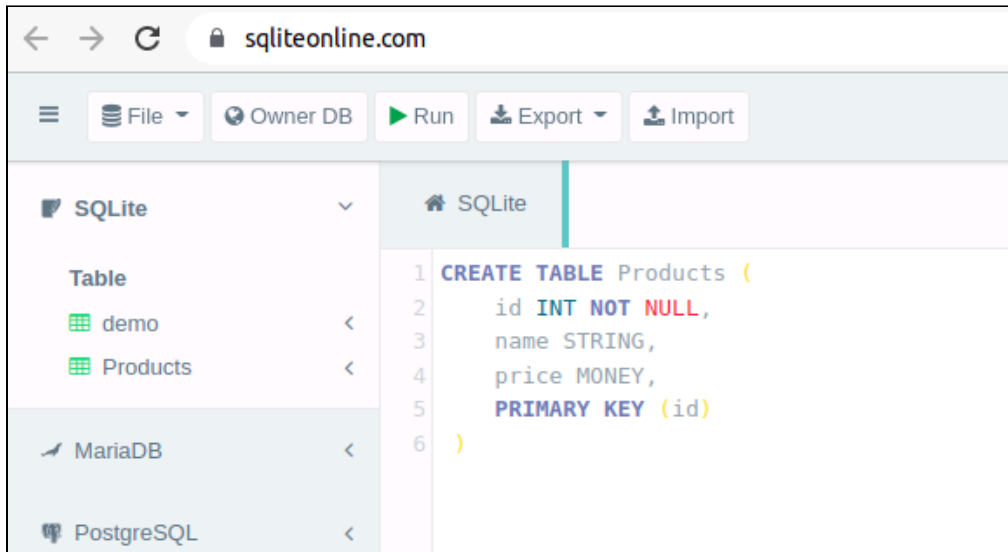 sqliteonline.com
File Owner DB Run Export Import
SQLite
Table
demo
Products
MariaDB
PostgreSQL
SQLite
1 CREATE TABLE Products (
2 id INT NOT NULL,
3 name STRING,
4 price MONEY,
5 PRIMARY KEY (id)
6 )